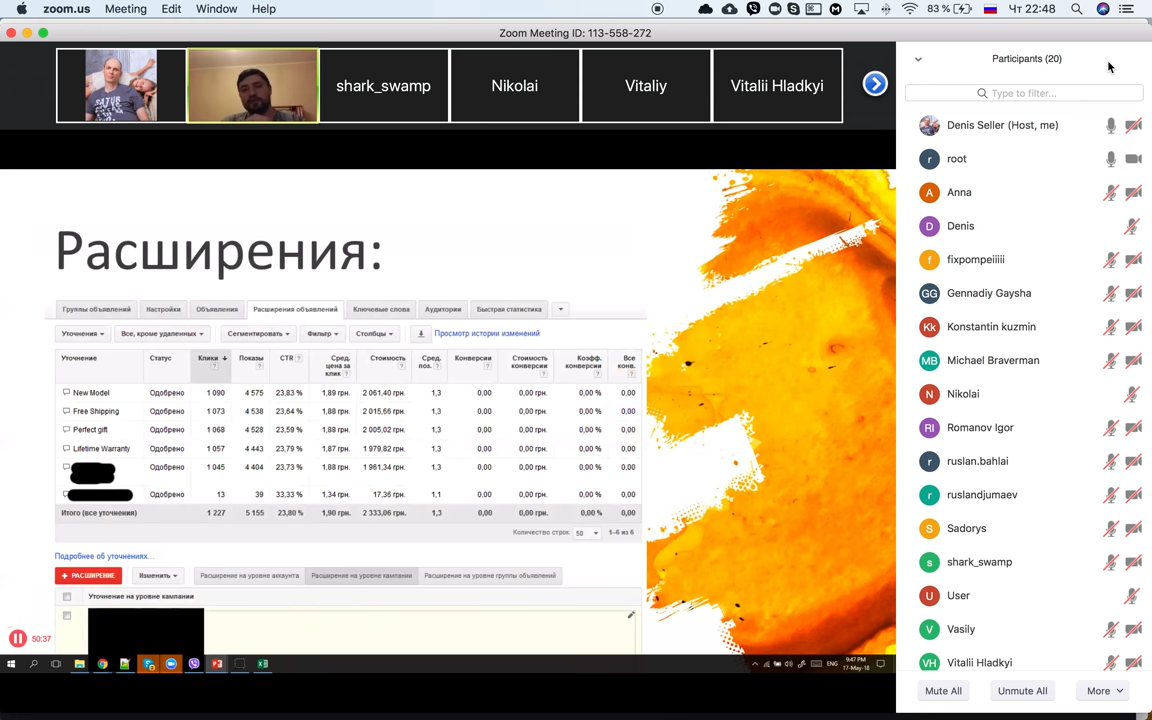 zoom.us Meeting Edit Window Help
83 % Чт 22:48
Zoom Meeting ID: 113-558-272
shark_swamp Nikolai Vitaliy Vitalii Hladkyi
Participants (20)
Type to filter...
Denis Seller (Host, me)
r root
A Anna
D Denis
f fixpompeiiiii
GG Gennadiy Gaysha
Kk Konstantin kuzmin
MB Michael Braverman
N Nikolai
RI Romanov Igor
r ruslan.bahlai
r ruslandjumaev
S Sadorys
s shark_swamp
U User
V Vasily
VH Vitalii Hladkyi
Mute All Unmute All More
Расширения:
Группы объявлений Настройки Объявления Расширения объявлений Ключевые слова Аудитории Быстрая статистика
Уточнения Все, кроме удаленных Сегментировать Фильтр Столбцы Просмотр истории изменений
Уточнение Статус Клики ? Показы ? CTR ? Сред. цена за клик ? Стоимость ? Сред. поз. ? Конверсии ? Стоимость конверсии ? Коэфф. конверсии ? Все конв. ?
New Model Одобрено 1 090 4 575 23,83 % 1,89 грн. 2 061,40 грн. 1,3 0,00 0,00 грн. 0,00 % 0,00
Free Shipping Одобрено 1 073 4 538 23,64 % 1,88 грн. 2 015,66 грн. 1,3 0,00 0,00 грн. 0,00 % 0,00
Perfect gift Одобрено 1 068 4 528 23,59 % 1,88 грн. 2 005,02 грн. 1,3 0,00 0,00 грн. 0,00 % 0,00
Lifetime Warranty Одобрено 1 057 4 449 23,79 % 1,87 грн. 1 979,82 грн. 1,3 0,00 0,00 грн. 0,00 % 0,00
Одобрено 1 045 4 404 23,73 % 1,88 грн. 1 961,34 грн. 1,3 0,00 0,00 грн. 0,00 % 0,00
Одобрено 13 39 33,33 % 1,34 грн. 17,36 грн. 1,1 0,00 0,00 грн. 0,00 % 0,00
Итого (все уточнения) 1 227 5 155 23,80 % 1,90 грн. 2 333,06 грн. 1,3 0,00 0,00 грн. 0,00 % 0,00
Количество строк: 50 1–6 из 6
Подробнее об уточнениях...
+ РАСШИРЕНИЕ Изменить Расширение на уровне аккаунта Расширение на уровне кампании Расширение на уровне группы объявлений
Уточнение на уровне кампании
50:37
ENG 9:47 PM
17-May-18